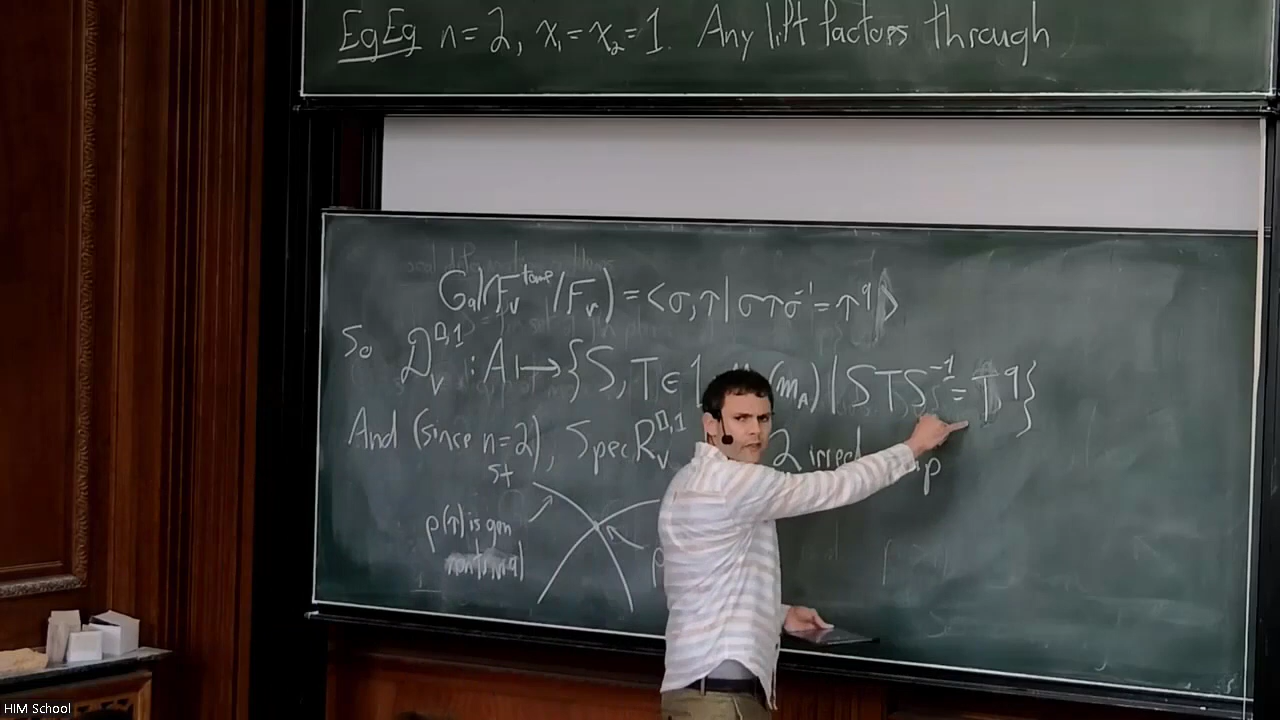 EgEg n=2, x₁=x₂=1. Any lift factors through
Gal(F_v^tame/F_v) = <σ,τ | στσ⁻¹=τ^q>
So D_v^{□,1} : A ↦ {S,T ∈ (m_A) | STS⁻¹=T^q}
And (since n=2), Spec R_v^{□,1} 2 irred
St
ρ(τ) is gen
HIM School